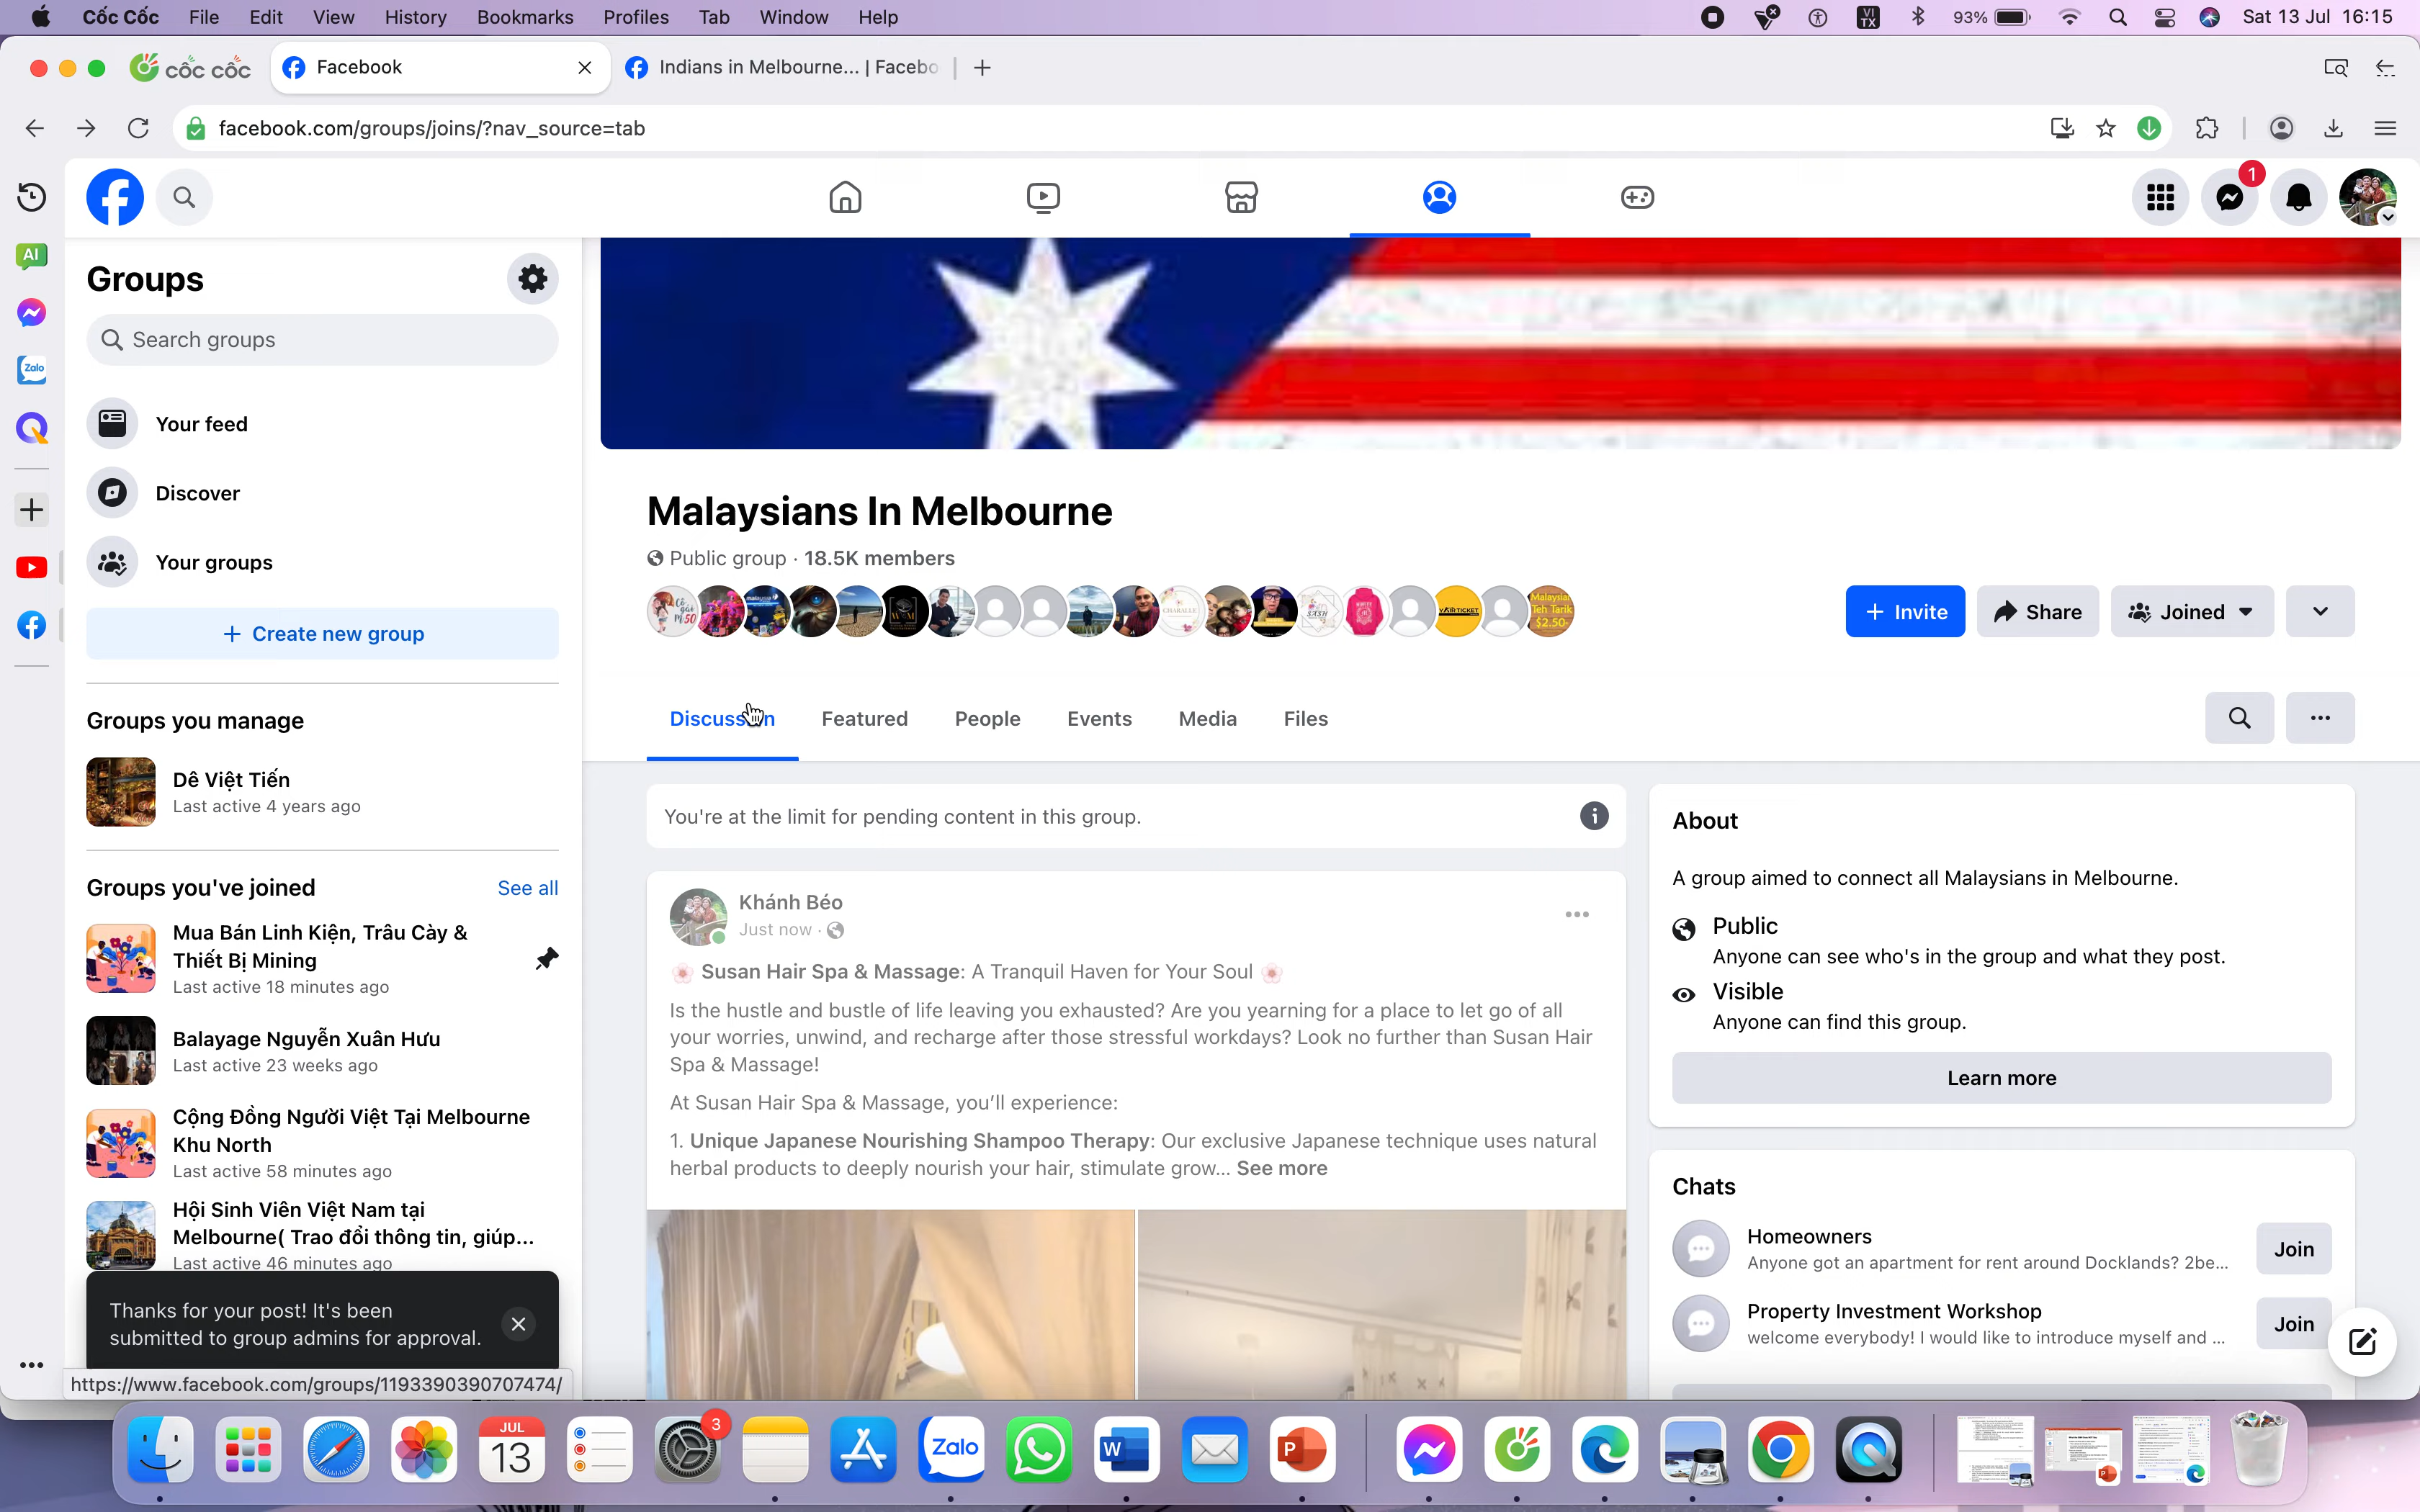 Cốc Cốc File Edit View History Bookmarks Profiles Tab Window Help
VI
TX
93%
Sat 13 Jul 16:15
cốc cốc
Facebook
Indians in Melbourne... | Facebo
facebook.com/groups/joins/?nav_source=tab
1
AI
Zalo
Groups
Search groups
Your feed
Discover
Your groups
+ Create new group
Groups you manage
Dê Việt Tiến
Last active 4 years ago
Groups you've joined
See all
Mua Bán Linh Kiện, Trâu Cày &
Thiết Bị Mining
Last active 18 minutes ago
Balayage Nguyễn Xuân Hưu
Last active 23 weeks ago
Cộng Đồng Người Việt Tại Melbourne
Khu North
Last active 58 minutes ago
Hội Sinh Viên Việt Nam tại
Melbourne( Trao đổi thông tin, giúp...
Last active 46 minutes ago
Thanks for your post! It's been
submitted to group admins for approval.
https://www.facebook.com/groups/1193390390707474/
Malaysians In Melbourne
Public group · 18.5K members
+ Invite
Share
Joined
Discussion
Featured
People
Events
Media
Files
You're at the limit for pending content in this group.
Khánh Béo
Just now ·
🌸 Susan Hair Spa & Massage: A Tranquil Haven for Your Soul 🌸
Is the hustle and bustle of life leaving you exhausted? Are you yearning for a place to let go of all
your worries, unwind, and recharge after those stressful workdays? Look no further than Susan Hair
Spa & Massage!
At Susan Hair Spa & Massage, you'll experience:
1. Unique Japanese Nourishing Shampoo Therapy: Our exclusive Japanese technique uses natural
herbal products to deeply nourish your hair, stimulate grow... See more
About
A group aimed to connect all Malaysians in Melbourne.
Public
Anyone can see who's in the group and what they post.
Visible
Anyone can find this group.
Learn more
Chats
Homeowners
Anyone got an apartment for rent around Docklands? 2be...
Join
Property Investment Workshop
welcome everybody! I would like to introduce myself and ...
Join
JUL
13
3
Zalo
W
P